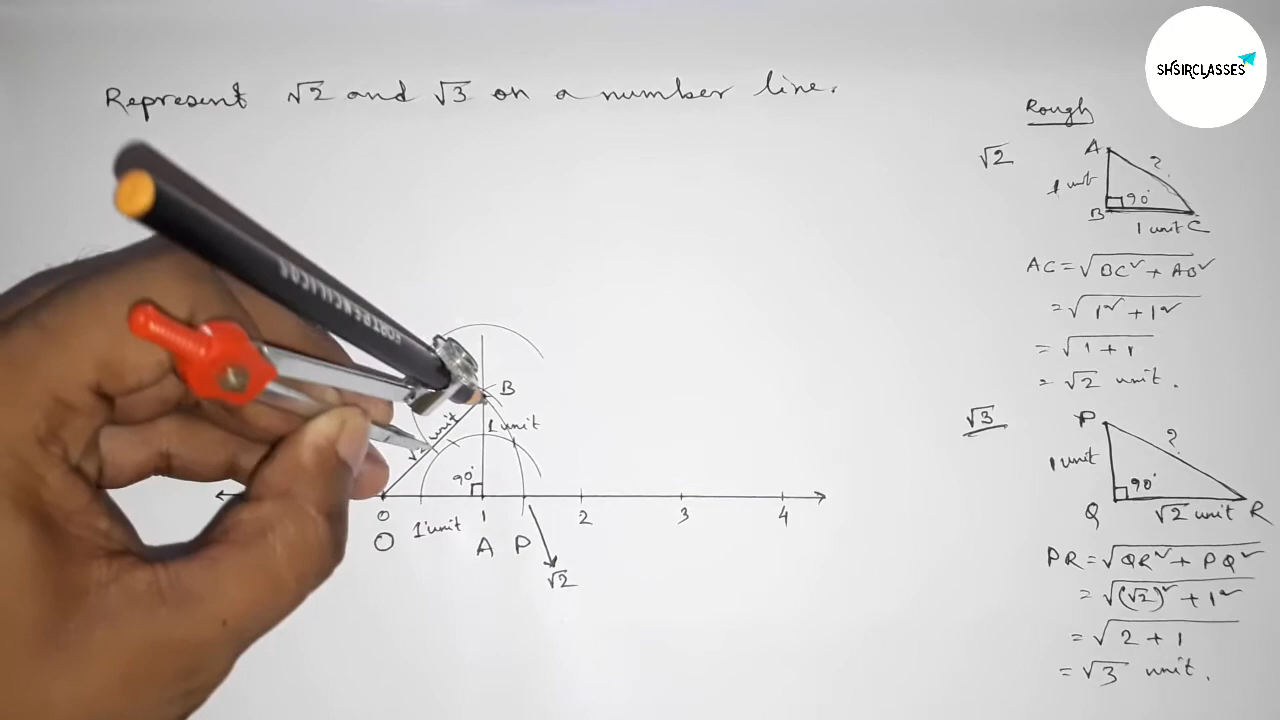 SHSIRCLASSES
Represent √2 and √3 on a number line.
Rough
√2
A
?
1 unit
90°
B
1 unit C
AC = √BC² + AB²
= √1² + 1²
= √1 + 1
= √2 unit.
√3
P
?
1 unit
90°
Q
√2 unit R
PR = √QR² + PQ²
= √(√2)² + 1²
= √2 + 1
= √3 unit.
B
√2 unit
1 unit
90°
0 1 2 3 4
1 unit
O A P
√2